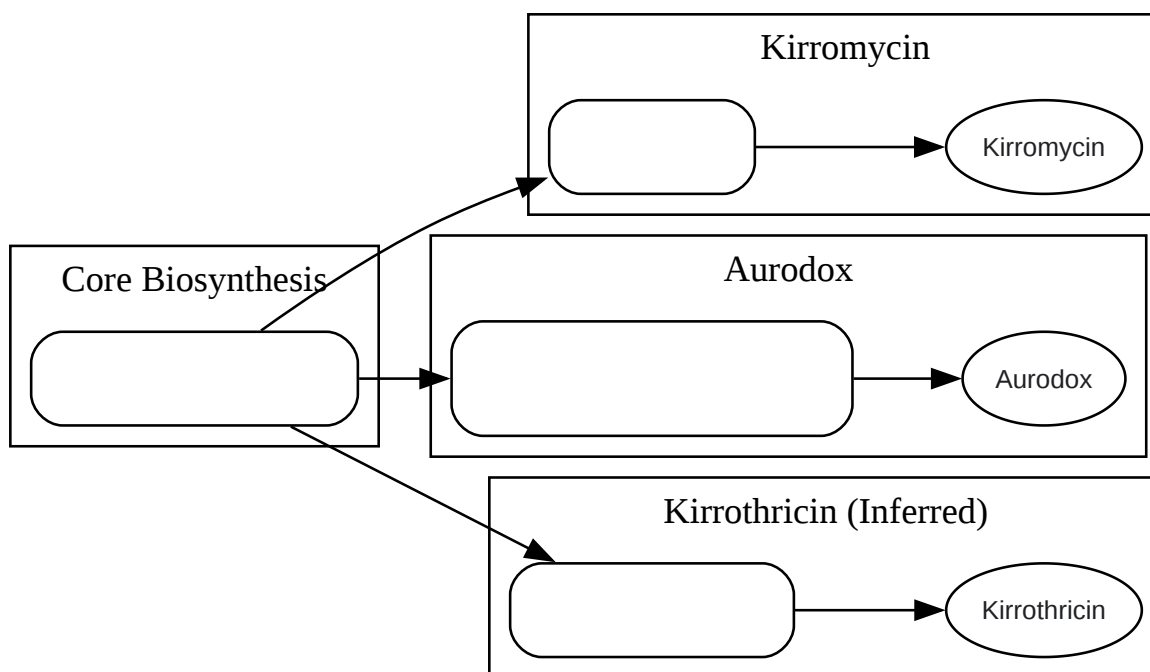 Kirromycin
Kirromycin
Core Biosynthesis
Aurodox
Aurodox
Kirrothricin (Inferred)
Kirrothricin